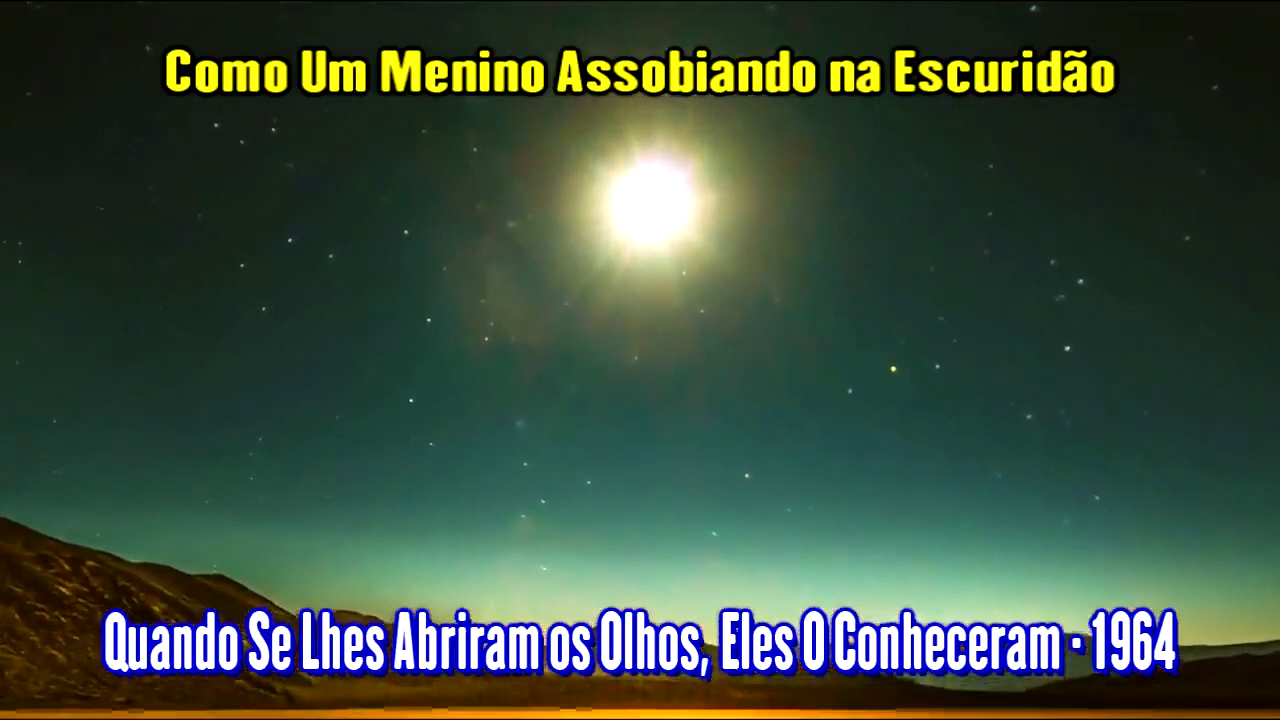 Como Um Menino Assobiando na Escuridão
Quando Se Lhes Abriram os Olhos, Eles O Conheceram - 1964